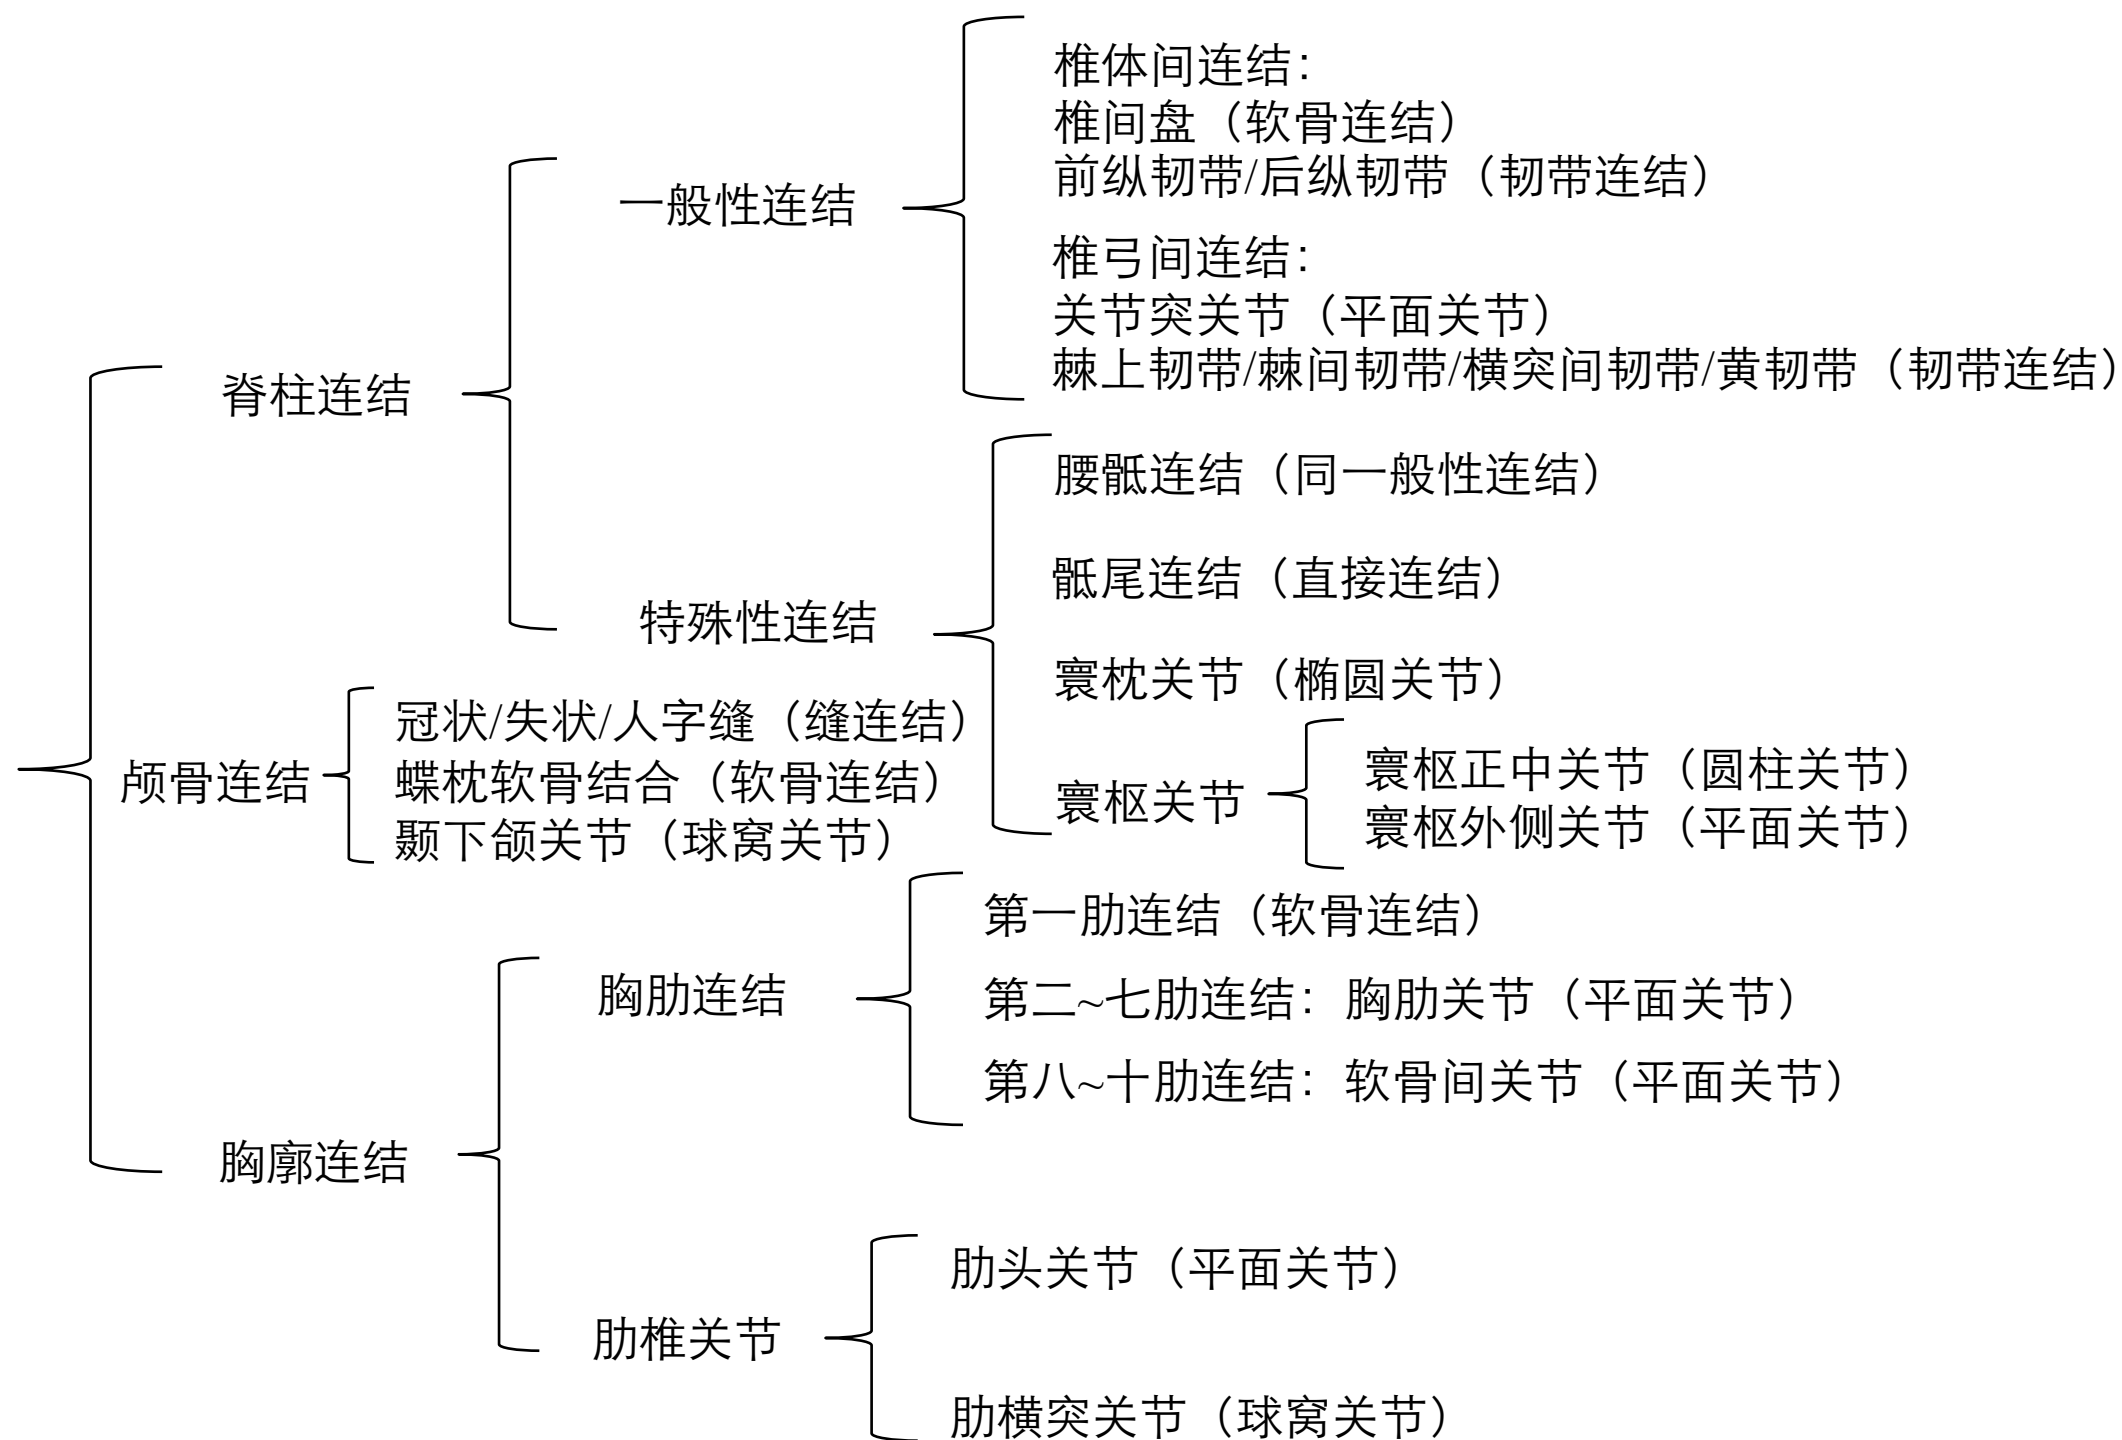 椎体间连结：
椎间盘（软骨连结）
前纵韧带/后纵韧带（韧带连结）
一般性连结
椎弓间连结：
关节突关节（平面关节）
棘上韧带/棘间韧带/横突间韧带/黄韧带（韧带连结）
脊柱连结
腰骶连结（同一般性连结）
骶尾连结（直接连结）
特殊性连结
寰枕关节（椭圆关节）
寰枢关节
寰枢正中关节（圆柱关节）
寰枢外侧关节（平面关节）
颅骨连结
冠状/失状/人字缝（缝连结）
蝶枕软骨结合（软骨连结）
颞下颌关节（球窝关节）
第一肋连结（软骨连结）
胸肋连结
第二~七肋连结：胸肋关节（平面关节）
第八~十肋连结：软骨间关节（平面关节）
胸廓连结
肋头关节（平面关节）
肋椎关节
肋横突关节（球窝关节）